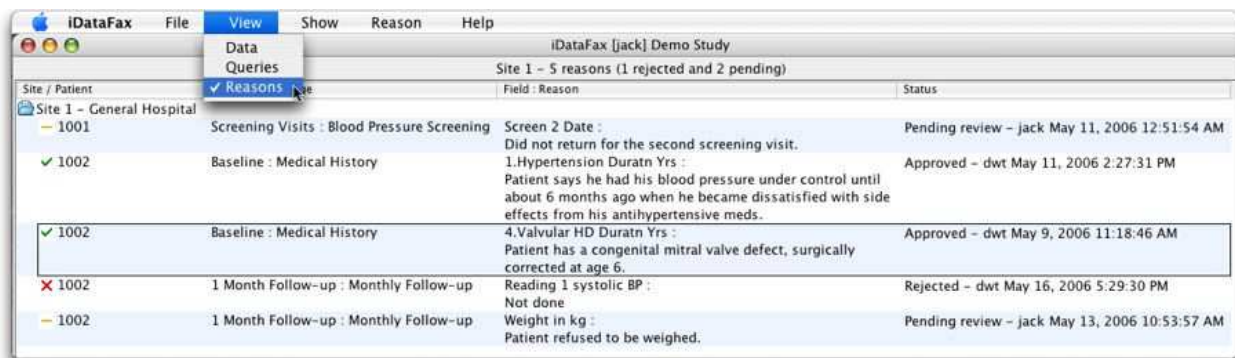 iDataFax File View Show Reason Help
iDataFax [jack] Demo Study
Data
Queries
✓ Reasons
Site 1 – 5 reasons (1 rejected and 2 pending)
Site / Patient Field : Reason Status
Site 1 – General Hospital
1001 Screening Visits : Blood Pressure Screening Screen 2 Date : Pending review – jack May 11, 2006 12:51:54 AM
Did not return for the second screening visit.
1002 Baseline : Medical History 1.Hypertension Duratn Yrs : Approved – dwt May 11, 2006 2:27:31 PM
Patient says he had his blood pressure under control until
about 6 months ago when he became dissatisfied with side
effects from his antihypertensive meds.
1002 Baseline : Medical History 4.Valvular HD Duratn Yrs : Approved – dwt May 9, 2006 11:18:46 AM
Patient has a congenital mitral valve defect, surgically
corrected at age 6.
1002 1 Month Follow-up : Monthly Follow-up Reading 1 systolic BP : Rejected – dwt May 16, 2006 5:29:30 PM
Not done
1002 1 Month Follow-up : Monthly Follow-up Weight in kg : Pending review – jack May 13, 2006 10:53:57 AM
Patient refused to be weighed.